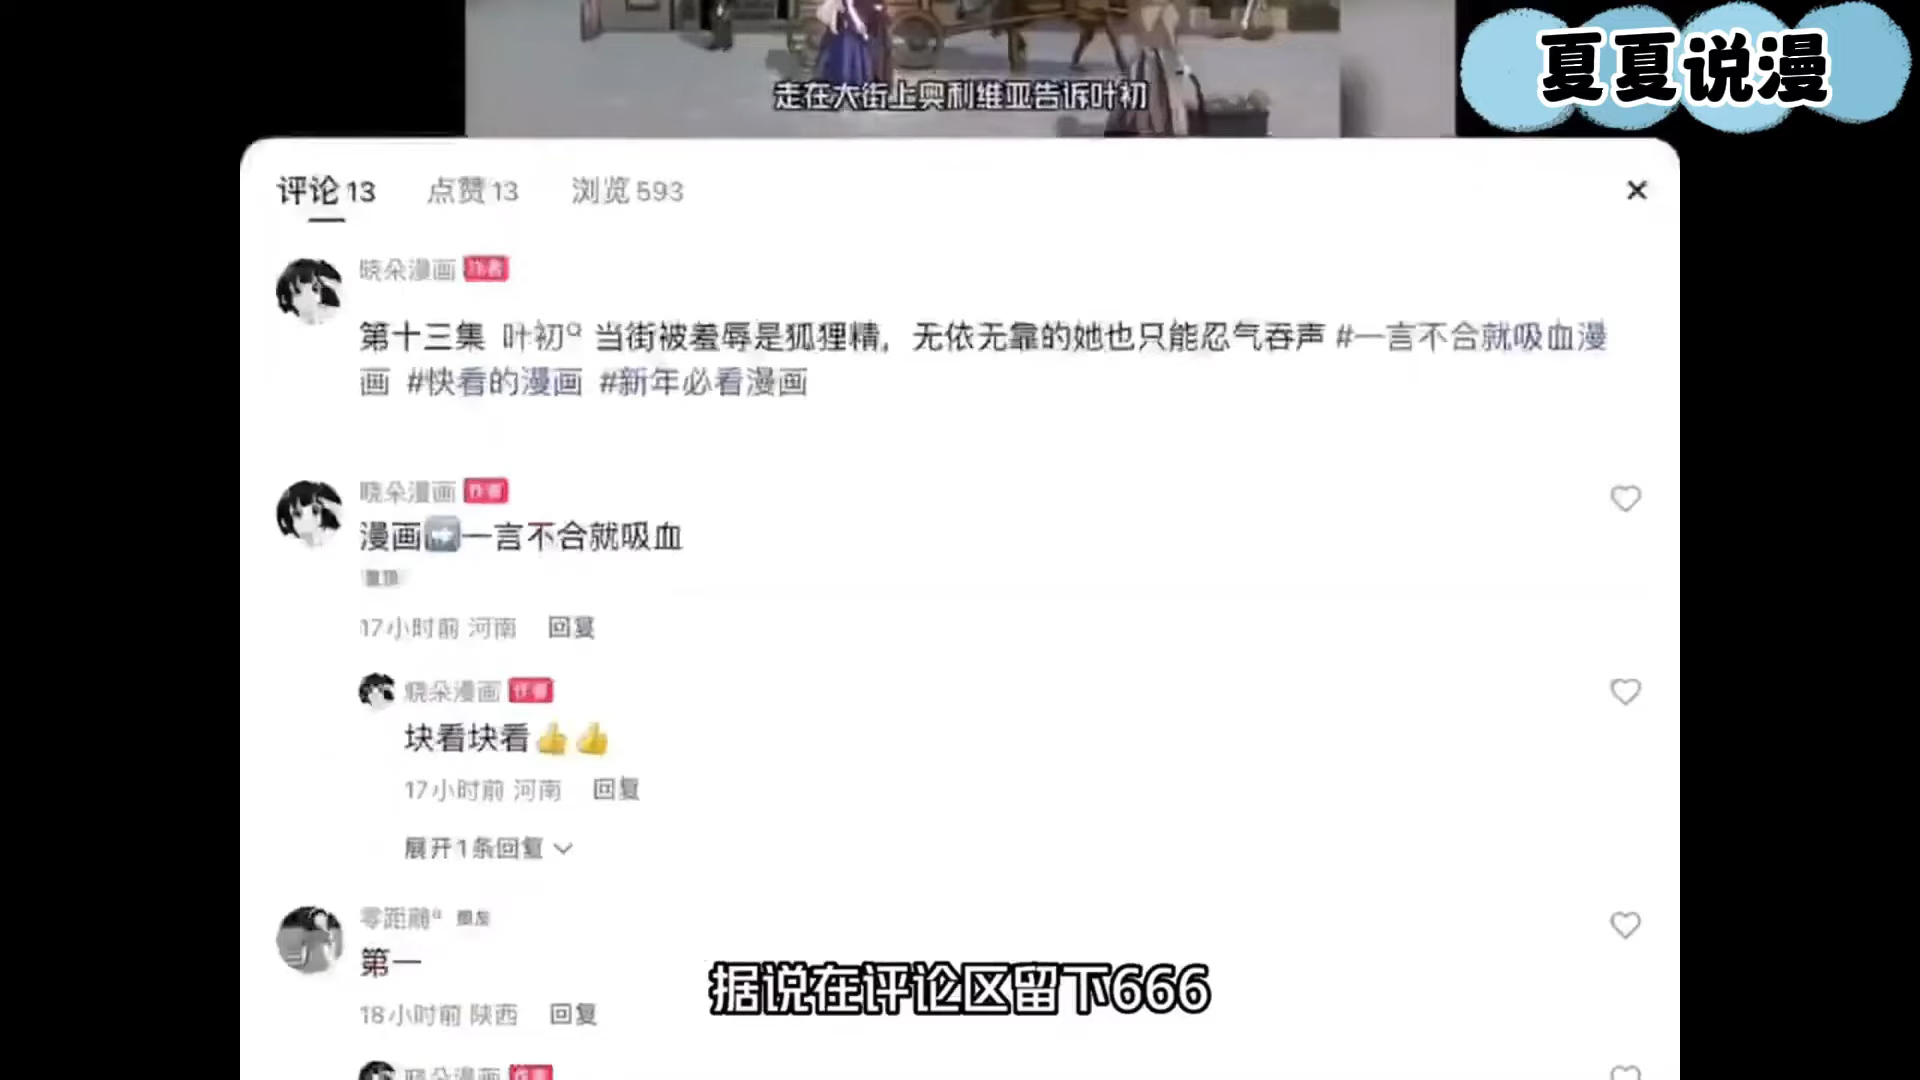 夏夏说漫
走在大街上奥利维亚告诉叶初
评论 13 点赞 13 浏览 593
晓朵漫画 作者
第十三集 叶初 当街被羞辱是狐狸精，无依无靠的她也只能忍气吞声 #一言不合就吸血漫
画 #快看的漫画 #新年必看漫画
晓朵漫画 作者
漫画➡️一言不合就吸血
17小时前 河南 回复
晓朵漫画 作者
块看块看👍👍
17小时前 河南 回复
展开1条回复
零距离
第一
据说在评论区留下666
18小时前 陕西 回复
晓朵漫画 作者